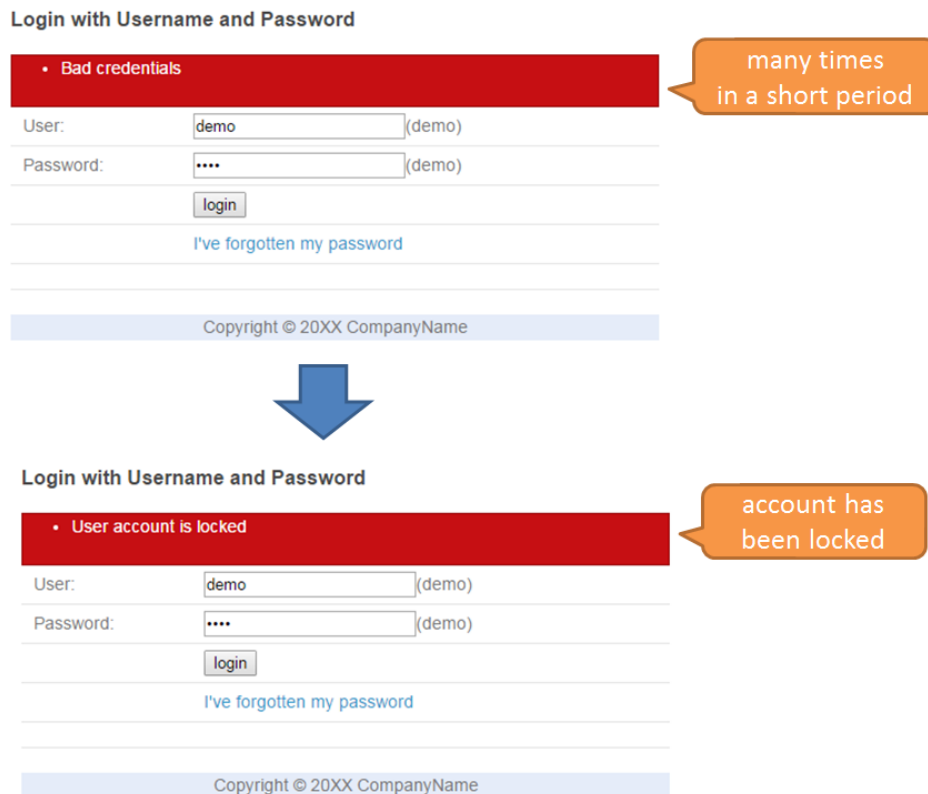 Login with Username and Password
• Bad credentials
many times
in a short period
User: demo (demo)
Password: •••• (demo)
login
I've forgotten my password
Copyright © 20XX CompanyName
Login with Username and Password
• User account is locked
account has
been locked
User: demo (demo)
Password: •••• (demo)
login
I've forgotten my password
Copyright © 20XX CompanyName